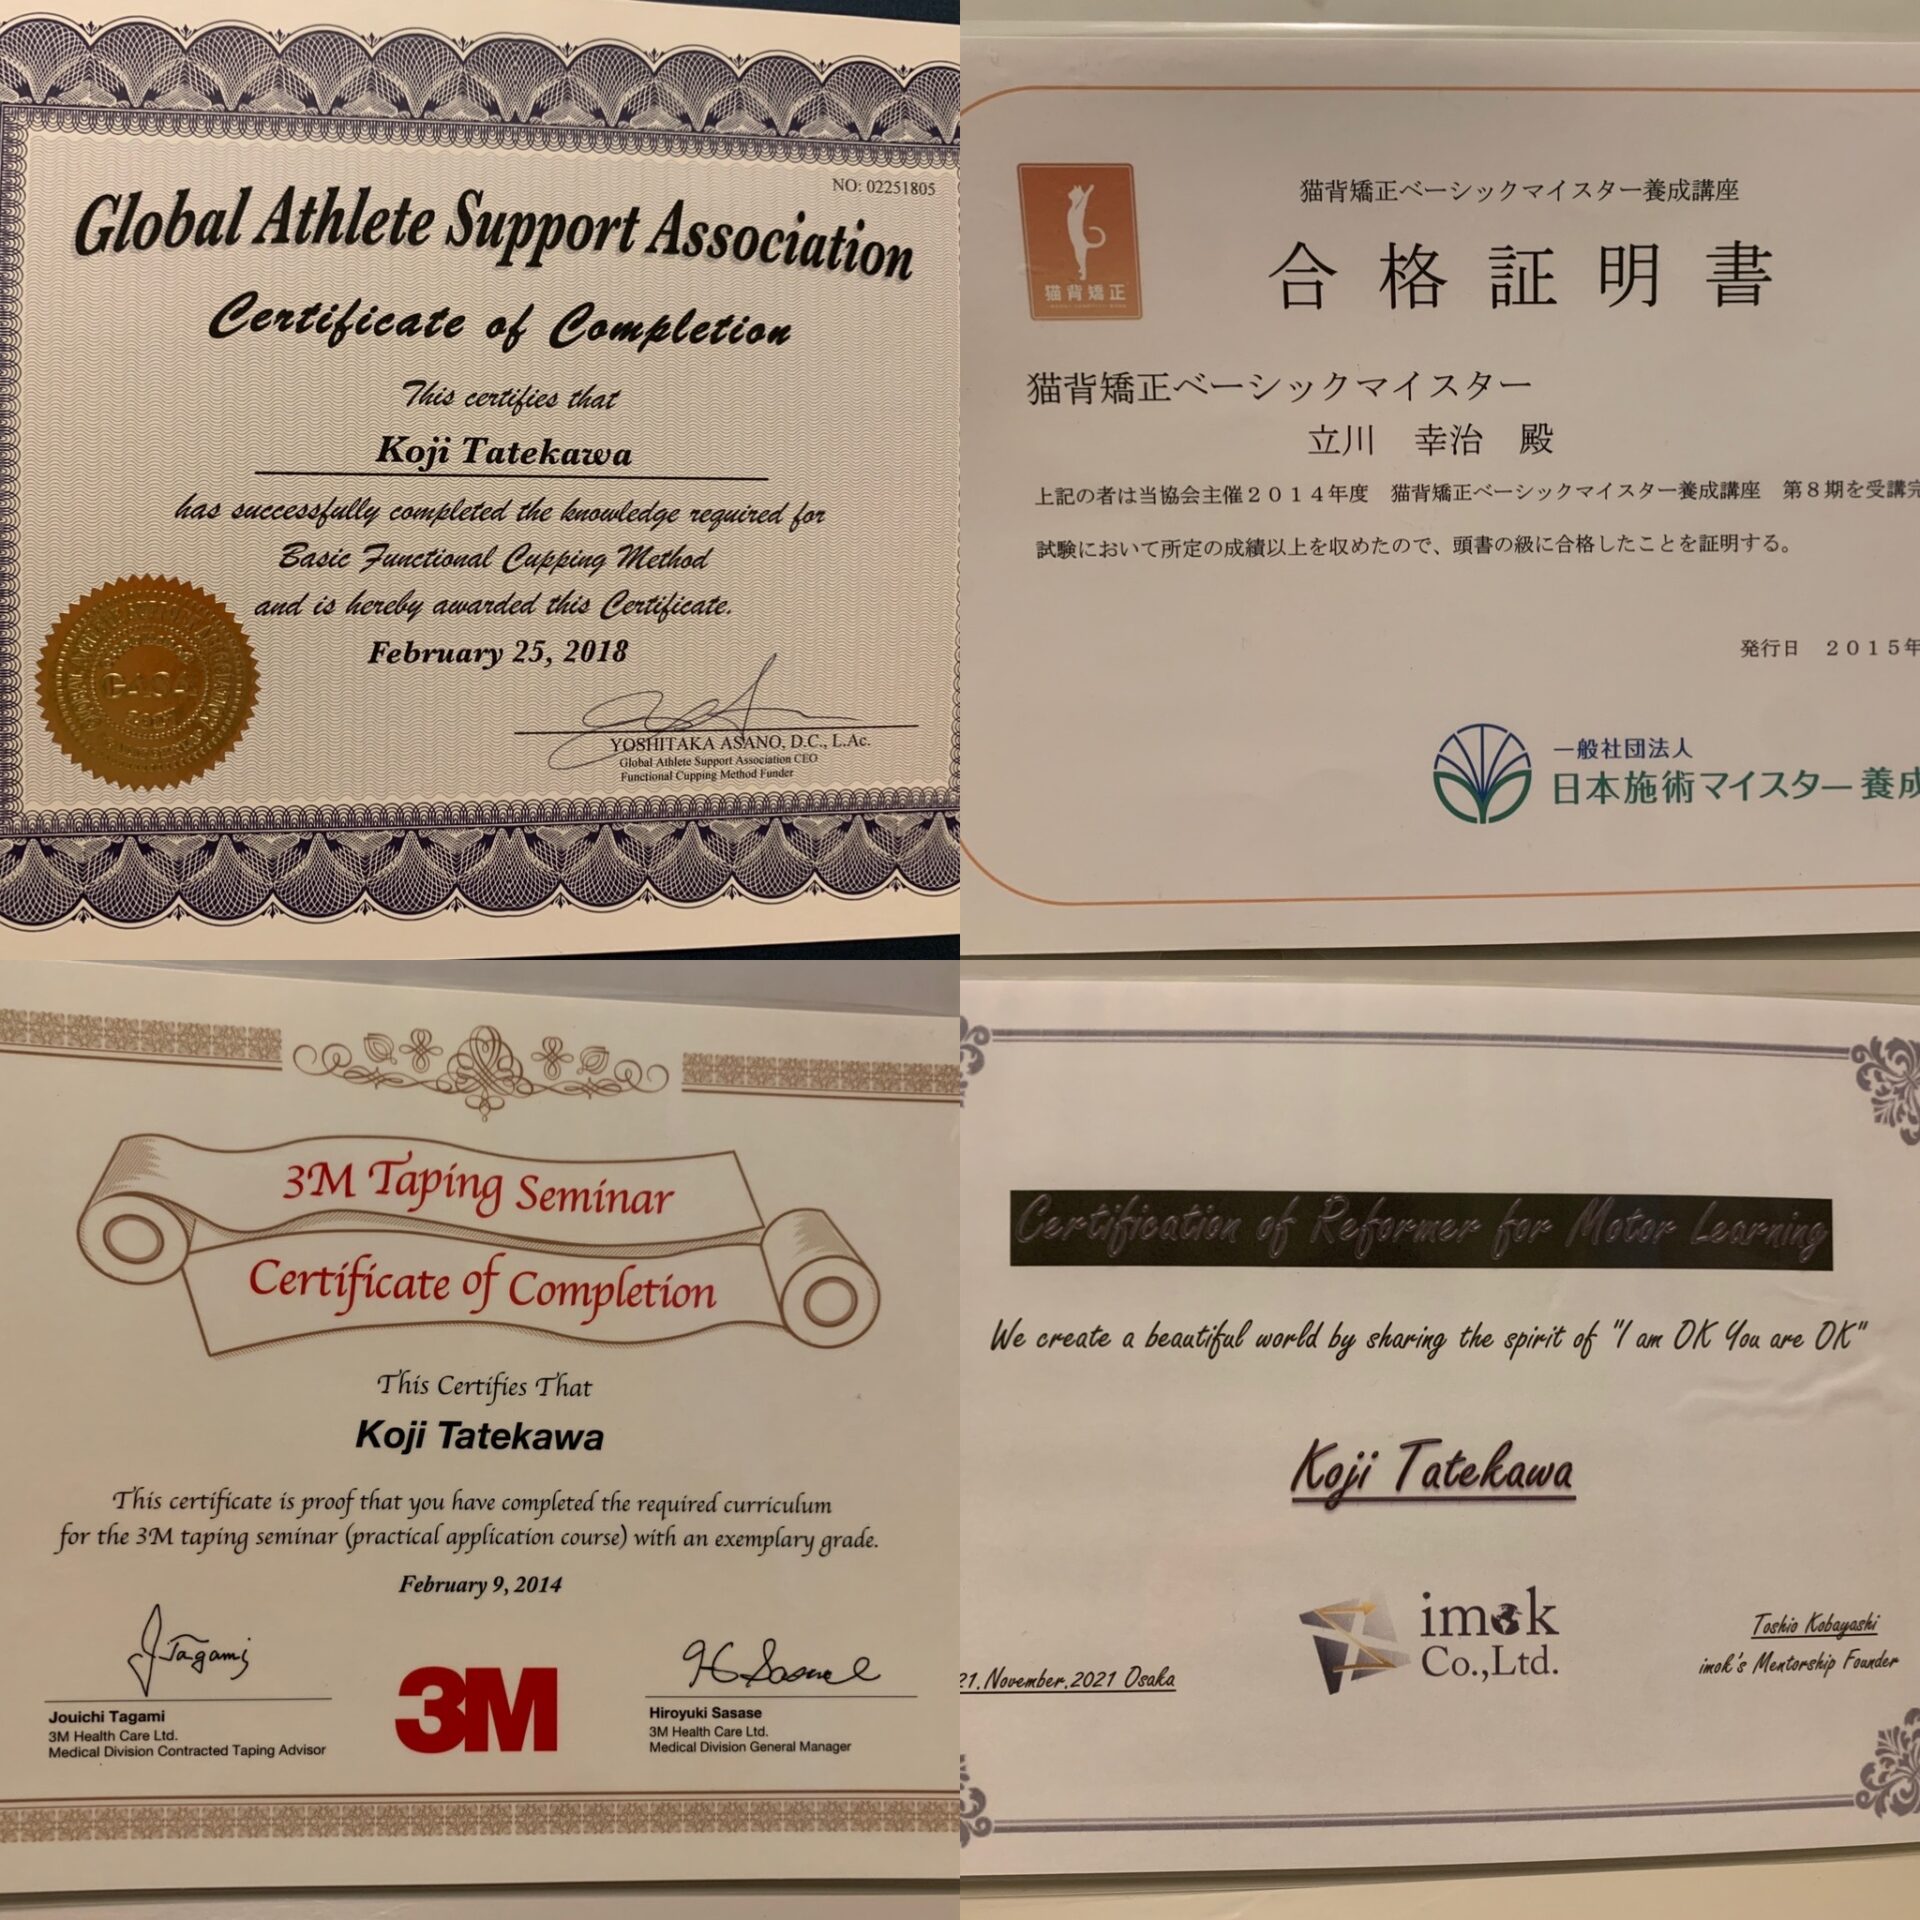 NO: 02251805
Global Athlete Support Association
Certificate of Completion
This certifies that
Koji Tatekawa
has successfully completed the knowledge required for
Basic Functional Cupping Method
and is hereby awarded this Certificate.
February 25, 2018
YOSHITAKA ASANO, D.C., L.Ac.
Global Athlete Support Association CEO
Functional Cupping Method Funder
猫背矯正ベーシックマイスター養成講座
合格証明書
猫背矯正
猫背矯正ベーシックマイスター
立川 幸治 殿
上記の者は当協会主催2014年度 猫背矯正ベーシックマイスター養成講座 第8期を受講完
試験において所定の成績以上を収めたので、頭書の級に合格したことを証明する。
発行日 2015年
一般社団法人
日本施術マイスター養成
3M Taping Seminar
Certificate of Completion
This Certifies That
Koji Tatekawa
This certificate is proof that you have completed the required curriculum
for the 3M taping seminar (practical application course) with an exemplary grade.
February 9, 2014
J Tagami
H Sasase
3M
Jouichi Tagami
3M Health Care Ltd.
Medical Division Contracted Taping Advisor
Hiroyuki Sasase
3M Health Care Ltd.
Medical Division General Manager
Certification of Reformer for Motor Learning
We create a beautiful world by sharing the spirit of "I am OK You are OK"
Koji Tatekawa
imok
Co.,Ltd.
21.November.2021 Osaka
Toshio Kobayashi
imok's Mentorship Founder